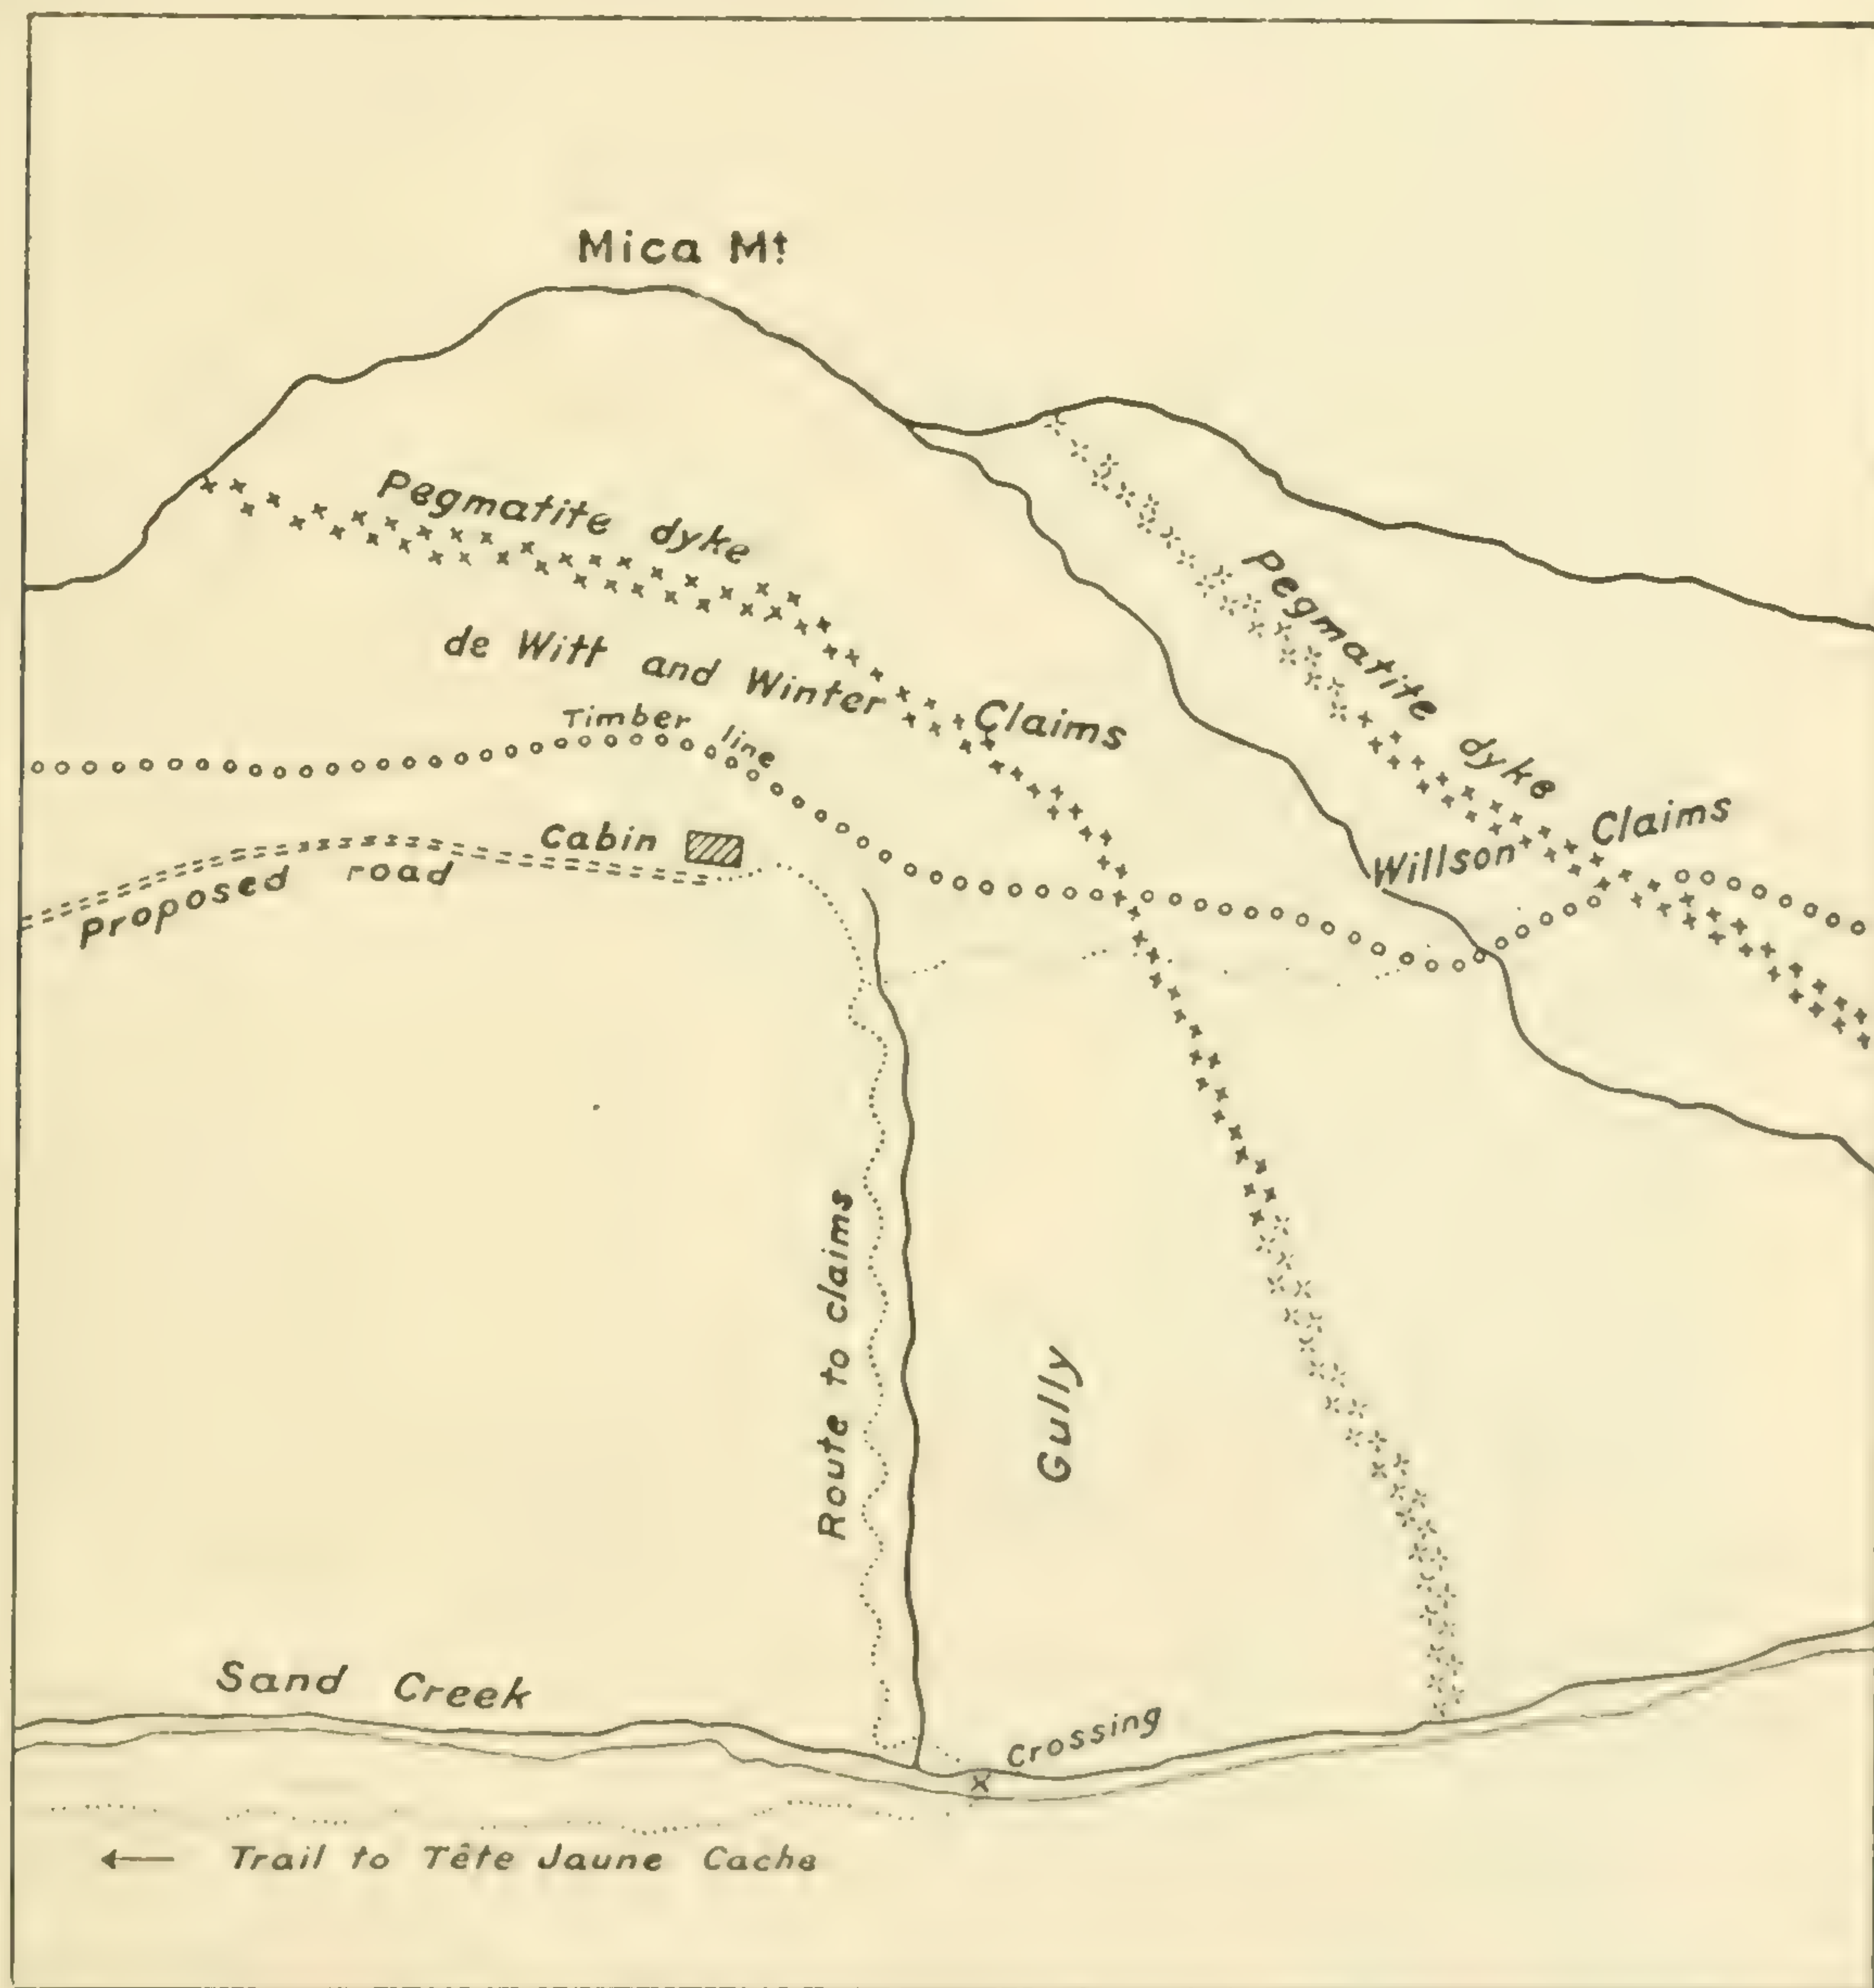 Mica Mt
Pegmatite dyke
de Witt and Winter Claims
Timber line
Pegmatite dyke
Willson Claims
Cabin
Proposed road
Route to claims
Gully
Sand Creek
Crossing
← Trail to Tête Jaune Cache